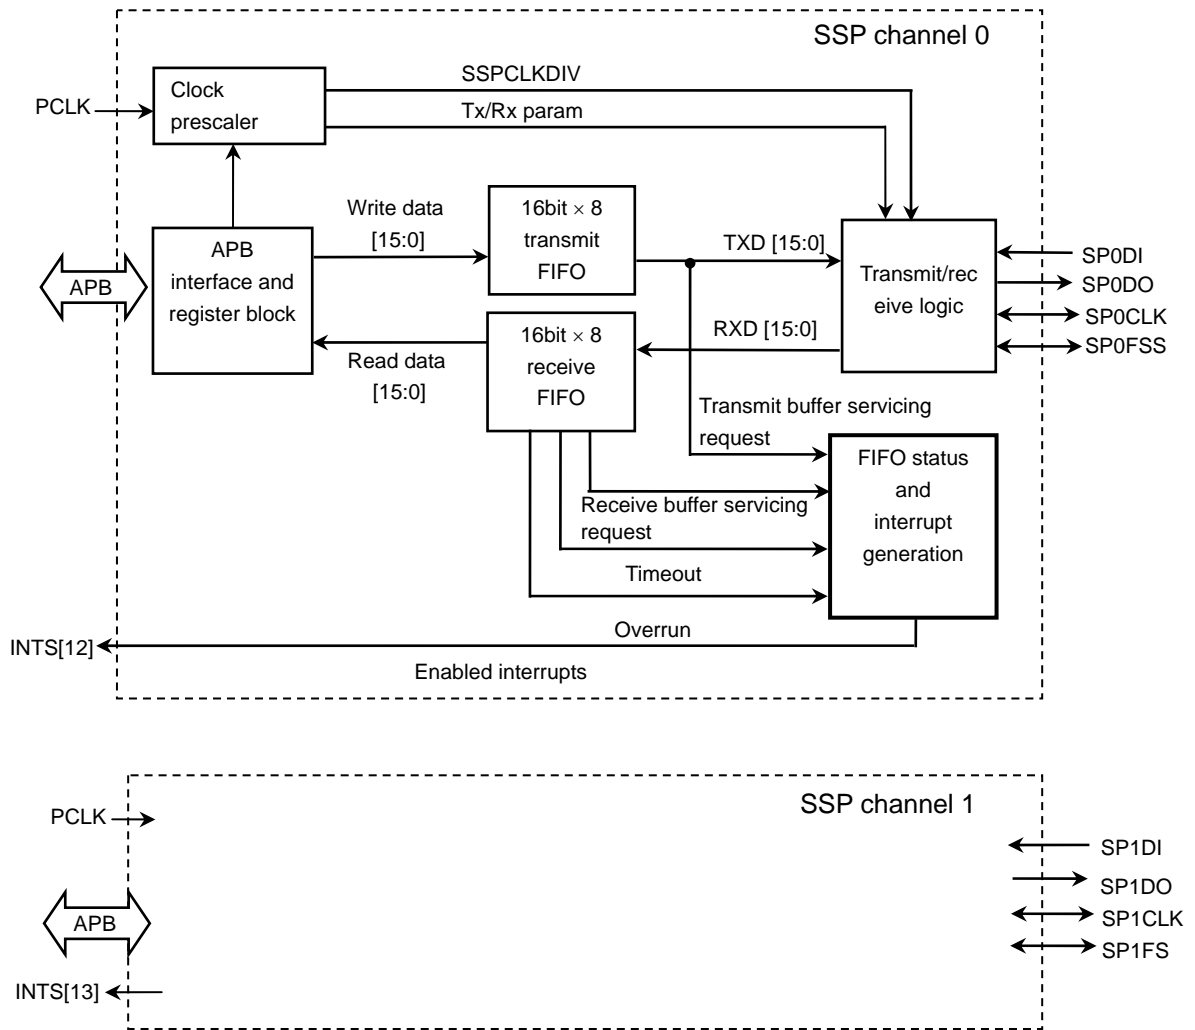 SSP channel 0
SSPCLKDIV
Clock
prescaler
PCLK
Tx/Rx param
Write data
[15:0]
16bit × 8
transmit
FIFO
TXD [15:0]
APB
interface and
register block
APB
Transmit/rec
eive logic
SP0DI
SP0DO
SP0CLK
SP0FSS
RXD [15:0]
16bit × 8
receive
FIFO
Read data
[15:0]
Transmit buffer servicing
request
FIFO status
and
interrupt
generation
Receive buffer servicing
request
Timeout
Overrun
INTS[12]
Enabled interrupts
SSP channel 1
PCLK
SP1DI
SP1DO
SP1CLK
SP1FS
APB
INTS[13]